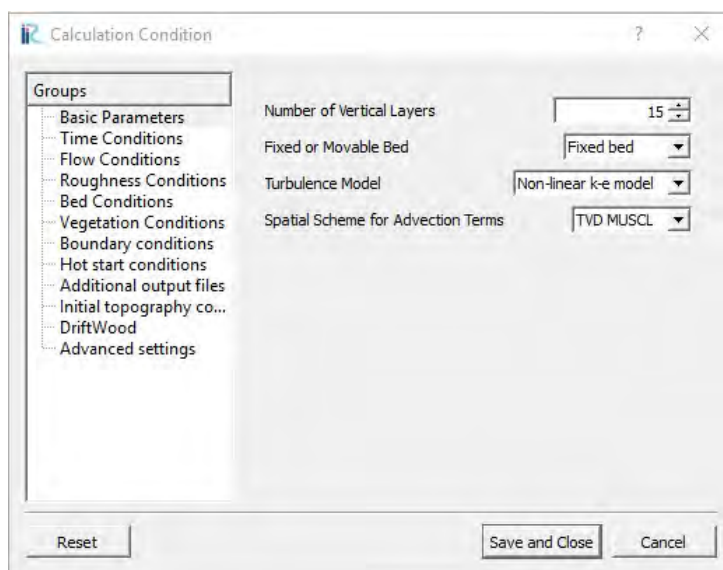 iRiC Calculation Condition ?
Groups
Basic Parameters
Time Conditions
Flow Conditions
Roughness Conditions
Bed Conditions
Vegetation Conditions
Boundary conditions
Hot start conditions
Additional output files
Initial topography co...
DriftWood
Advanced settings
Number of Vertical Layers 15
Fixed or Movable Bed Fixed bed
Turbulence Model Non-linear k-e model
Spatial Scheme for Advection Terms TVD MUSCL
Reset Save and Close Cancel